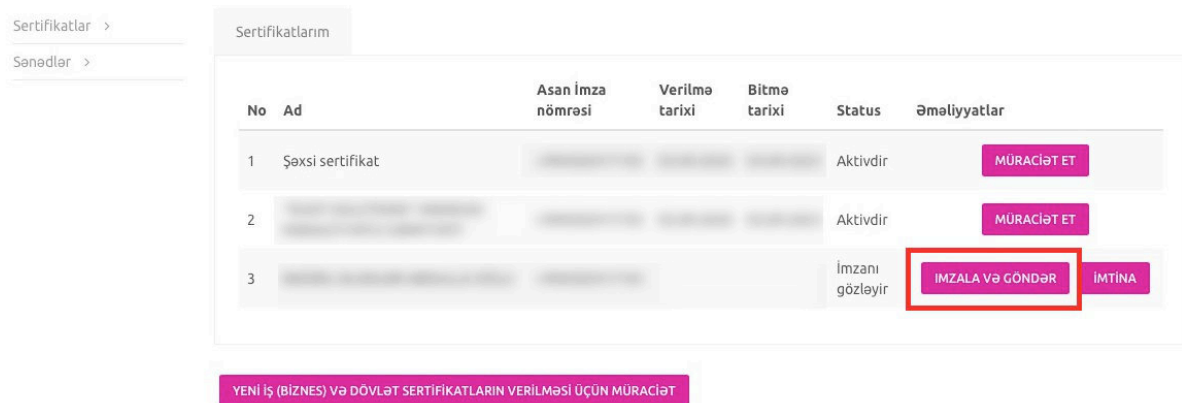 Sertifikatlar >
Sənədlər >
Sertifikatlarım
No Ad Asan İmza nömrəsi Verilmə tarixi Bitmə tarixi Status Əməliyyatlar
1 Şəxsi sertifikat Aktivdir MÜRACİƏT ET
2 Aktivdir MÜRACİƏT ET
3 İmzanı gözləyir IMZALA VƏ GÖNDƏR İMTİNA
YENİ İŞ (BİZNES) VƏ DÖVLƏT SERTİFİKATLARIN VERİLMƏSİ ÜÇÜN MÜRACİƏT